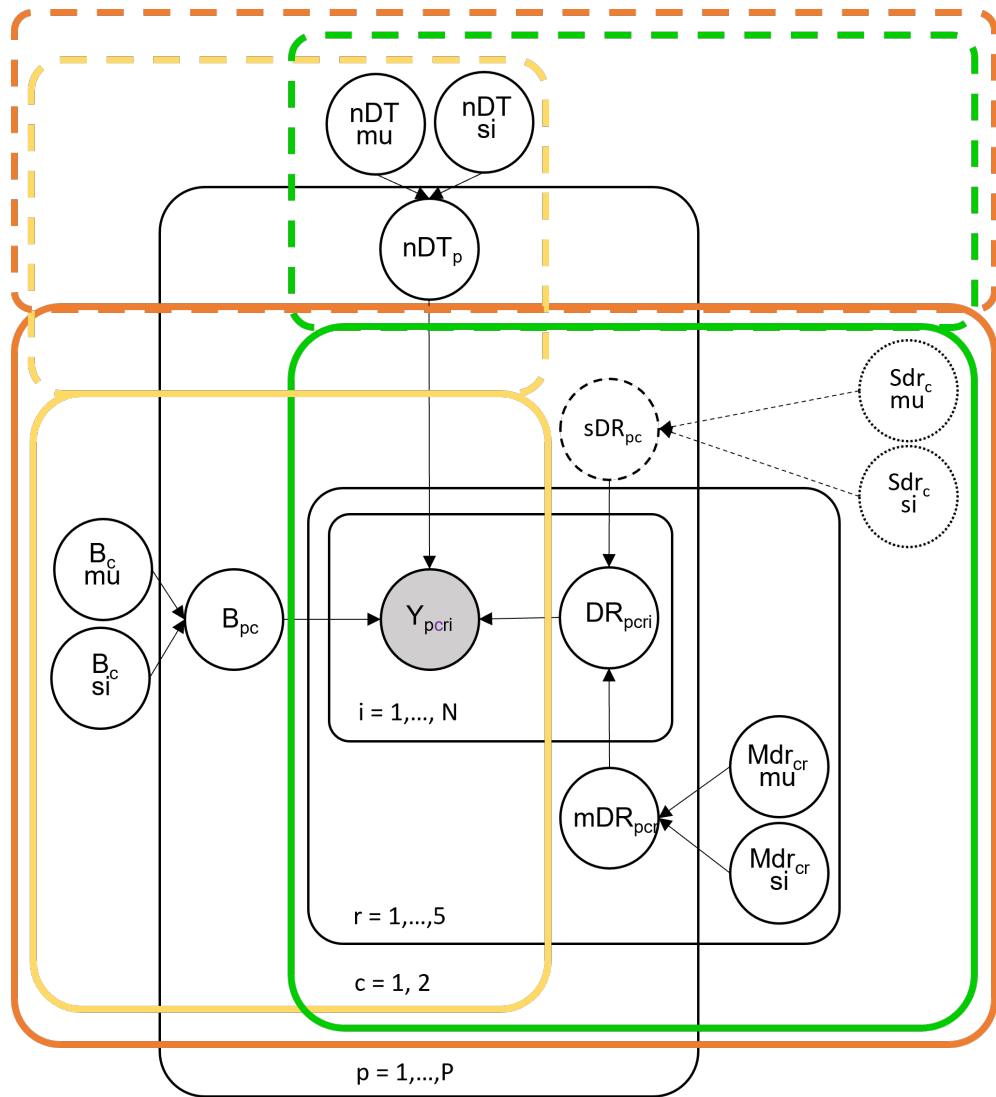 nDT
mu
nDT
si
nDTp
Sdrc
mu
sDRpc
Sdrc
si
Bc
mu
Bpc
Ypcri
DRpcri
Bc
si
i = 1,..., N
Mdrcr
mu
mDRpcr
Mdrcr
si
r = 1,...,5
c = 1, 2
p = 1,...,P